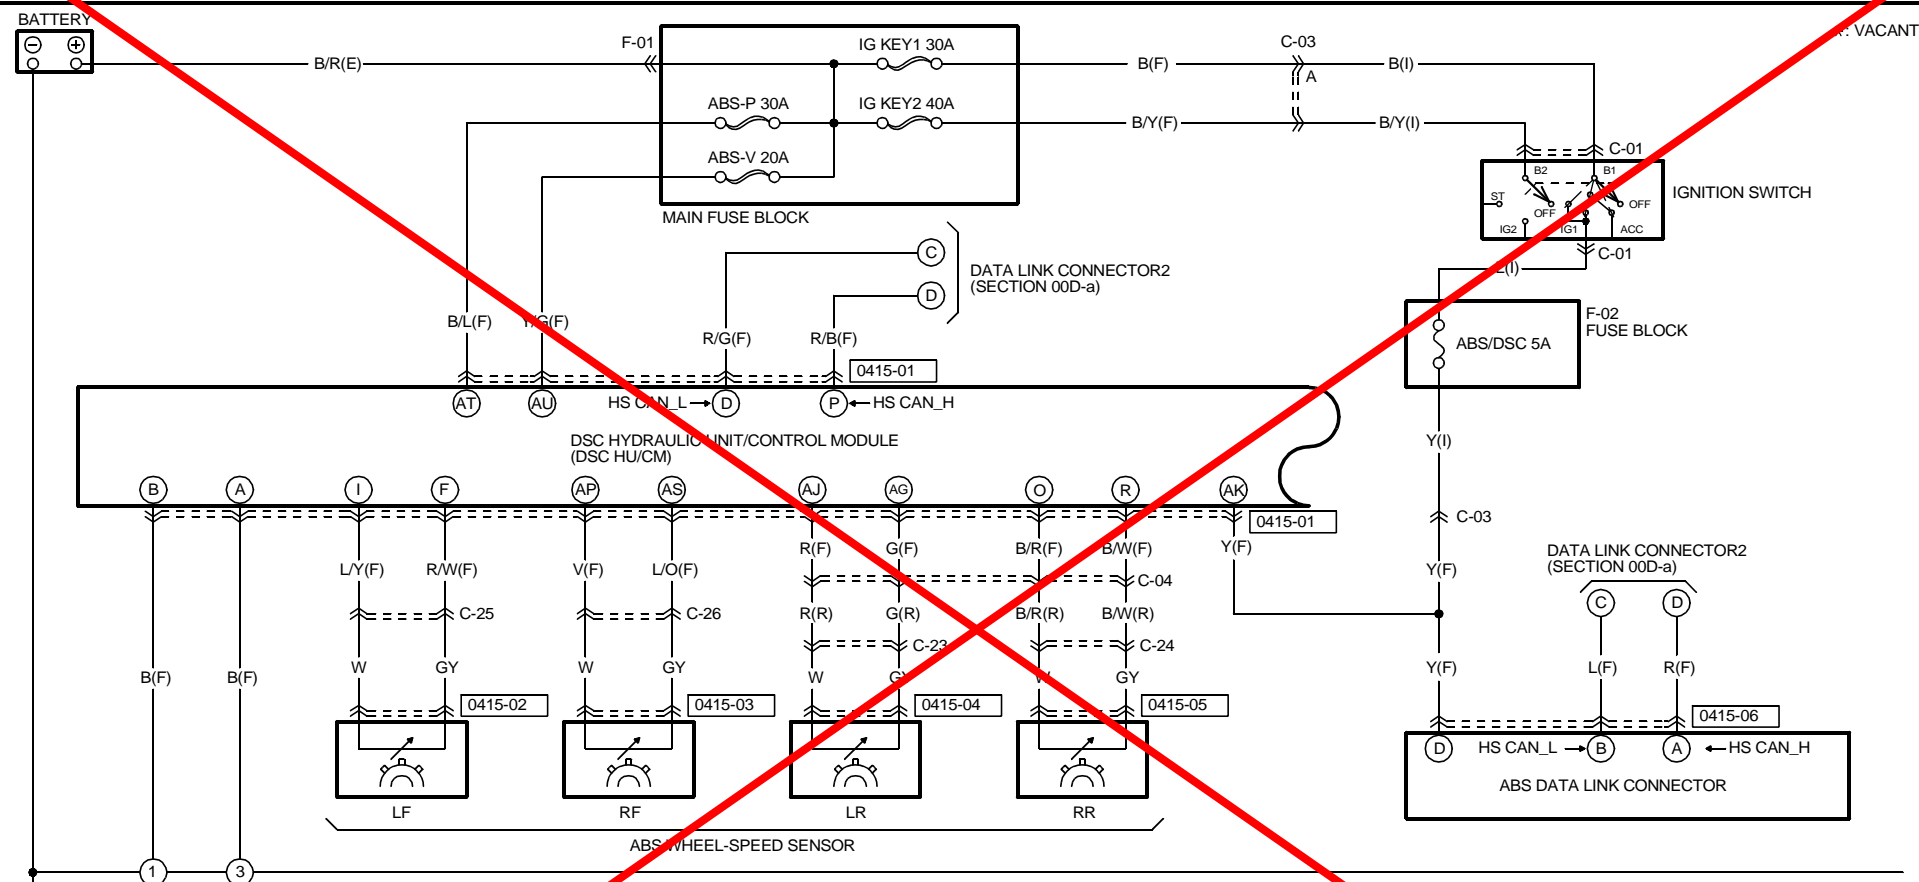 BATTERY
: VACANT
F-01
IG KEY1 30A
C-03
B/R(E)
B(F)
B(I)
A
ABS-P 30A
IG KEY2 40A
B/Y(F)
B/Y(I)
ABS-V 20A
C-01
B2
B1
IGNITION SWITCH
ST
OFF
OFF
IG2
IG1
ACC
MAIN FUSE BLOCK
C-01
C
DATA LINK CONNECTOR2
(SECTION 00D-a)
D
(I)
B/L(F)
Y/G(F)
R/G(F)
R/B(F)
F-02
FUSE BLOCK
ABS/DSC 5A
0415-01
AT
AU
HS CAN_L
D
P
HS CAN_H
DSC HYDRAULIC UNIT/CONTROL MODULE
(DSC HU/CM)
Y(I)
B
A
I
F
AP
AS
AJ
AG
O
R
AK
0415-01
C-03
R(F)
G(F)
B/R(F)
B/W(F)
Y(F)
L/Y(F)
R/W(F)
V(F)
L/O(F)
C-04
Y(F)
DATA LINK CONNECTOR2
(SECTION 00D-a)
C
D
C-25
C-26
R(R)
G(R)
B/R(R)
B/W(R)
C-23
C-24
B(F)
B(F)
W
GY
W
GY
W
GY
W
GY
Y(F)
L(F)
R(F)
0415-02
0415-03
0415-04
0415-05
0415-06
D
HS CAN_L
B
A
HS CAN_H
ABS DATA LINK CONNECTOR
LF
RF
LR
RR
ABS WHEEL-SPEED SENSOR
1
3